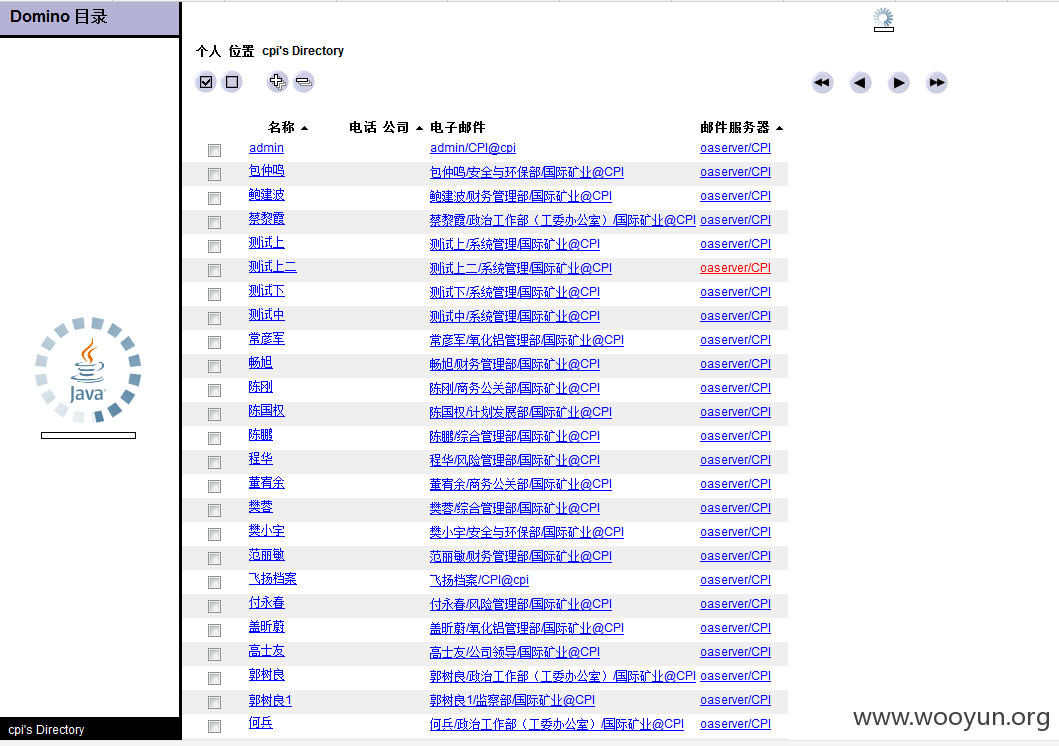 Domino 目录
个人 位置 cpi's Directory
名称 电话 公司 电子邮件 邮件服务器
admin admin/CPI@cpi oaserver/CPI
包仲鸣 包仲鸣/安全与环保部/国际矿业@CPI oaserver/CPI
鲍建波 鲍建波/财务管理部/国际矿业@CPI oaserver/CPI
蔡黎霞 蔡黎霞/政治工作部（工委办公室）/国际矿业@CPI oaserver/CPI
测试上 测试上/系统管理/国际矿业@CPI oaserver/CPI
测试上二 测试上二/系统管理/国际矿业@CPI oaserver/CPI
测试下 测试下/系统管理/国际矿业@CPI oaserver/CPI
测试中 测试中/系统管理/国际矿业@CPI oaserver/CPI
常彦军 常彦军/氧化铝管理部/国际矿业@CPI oaserver/CPI
畅旭 畅旭/财务管理部/国际矿业@CPI oaserver/CPI
陈刚 陈刚/商务公关部/国际矿业@CPI oaserver/CPI
陈国权 陈国权/计划发展部/国际矿业@CPI oaserver/CPI
陈鹏 陈鹏/综合管理部/国际矿业@CPI oaserver/CPI
程华 程华/风险管理部/国际矿业@CPI oaserver/CPI
董宥余 董宥余/商务公关部/国际矿业@CPI oaserver/CPI
樊蓉 樊蓉/综合管理部/国际矿业@CPI oaserver/CPI
樊小宇 樊小宇/安全与环保部/国际矿业@CPI oaserver/CPI
范丽敏 范丽敏/财务管理部/国际矿业@CPI oaserver/CPI
飞扬档案 飞扬档案/CPI@cpi oaserver/CPI
付永春 付永春/风险管理部/国际矿业@CPI oaserver/CPI
盖昕蔚 盖昕蔚/氧化铝管理部/国际矿业@CPI oaserver/CPI
高士友 高士友/公司领导/国际矿业@CPI oaserver/CPI
郭树良 郭树良/政治工作部（工委办公室）/国际矿业@CPI oaserver/CPI
郭树良1 郭树良1/监察部/国际矿业@CPI oaserver/CPI
何兵 何兵/政治工作部（工委办公室）/国际矿业@CPI oaserver/CPI
Java
cpi's Directory
www.wooyun.org